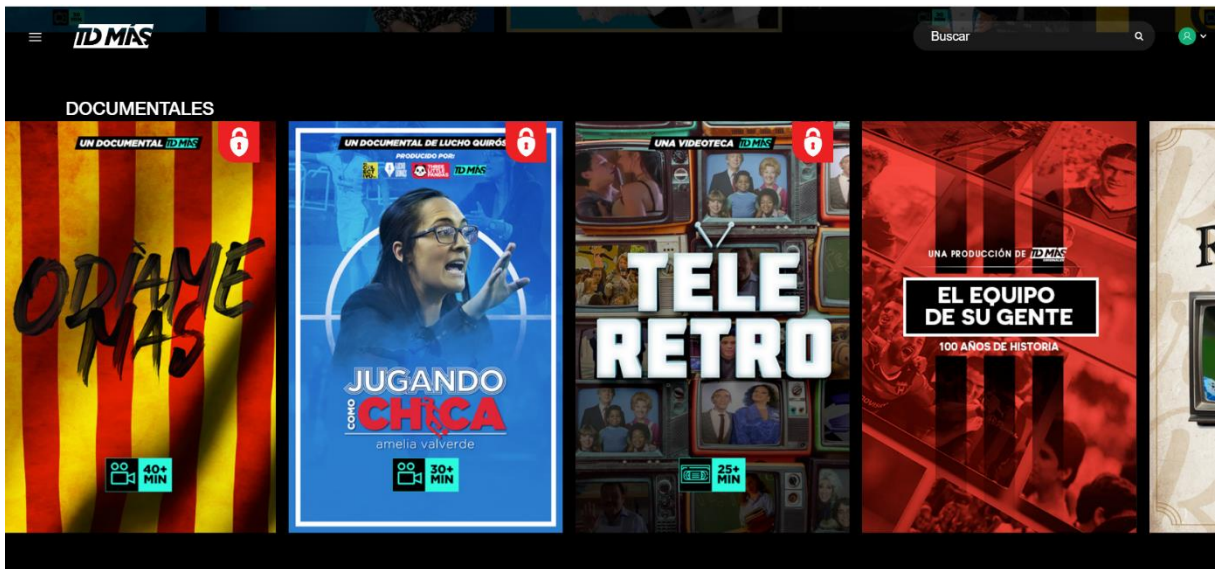 TD MÁS
Buscar
DOCUMENTALES
UN DOCUMENTAL TD MÁS
ODÍAME
MÁS
40+
MIN
UN DOCUMENTAL DE LUCHO QUIRÓS
PRODUCIDO POR:
TD MÁS
JUGANDO
COMO
CHICA
amelia valverde
30+
MIN
UNA VIDEOTECA TD MÁS
TELE
RETRO
25+
MIN
UNA PRODUCCIÓN DE TD MÁS
EL EQUIPO
DE SU GENTE
100 AÑOS DE HISTORIA
R